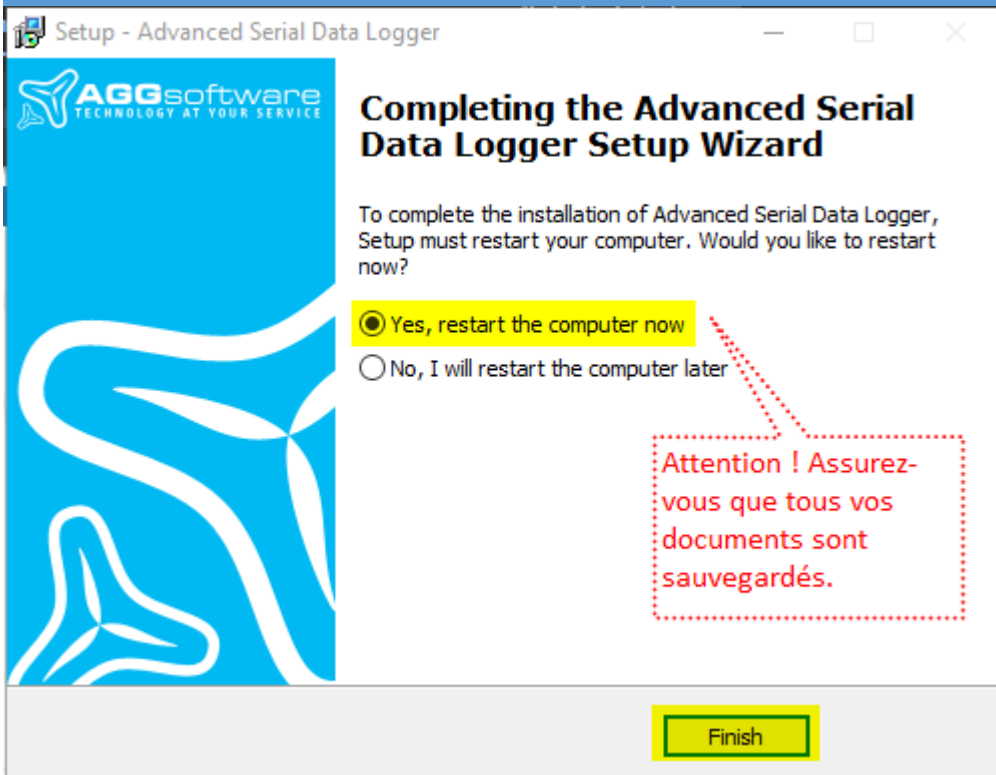 Setup - Advanced Serial Data Logger
AGGsoftware
TECHNOLOGY AT YOUR SERVICE
Completing the Advanced Serial
Data Logger Setup Wizard
To complete the installation of Advanced Serial Data Logger,
Setup must restart your computer. Would you like to restart
now?
Yes, restart the computer now
No, I will restart the computer later
Attention ! Assurez-
vous que tous vos
documents sont
sauvegardés.
Finish